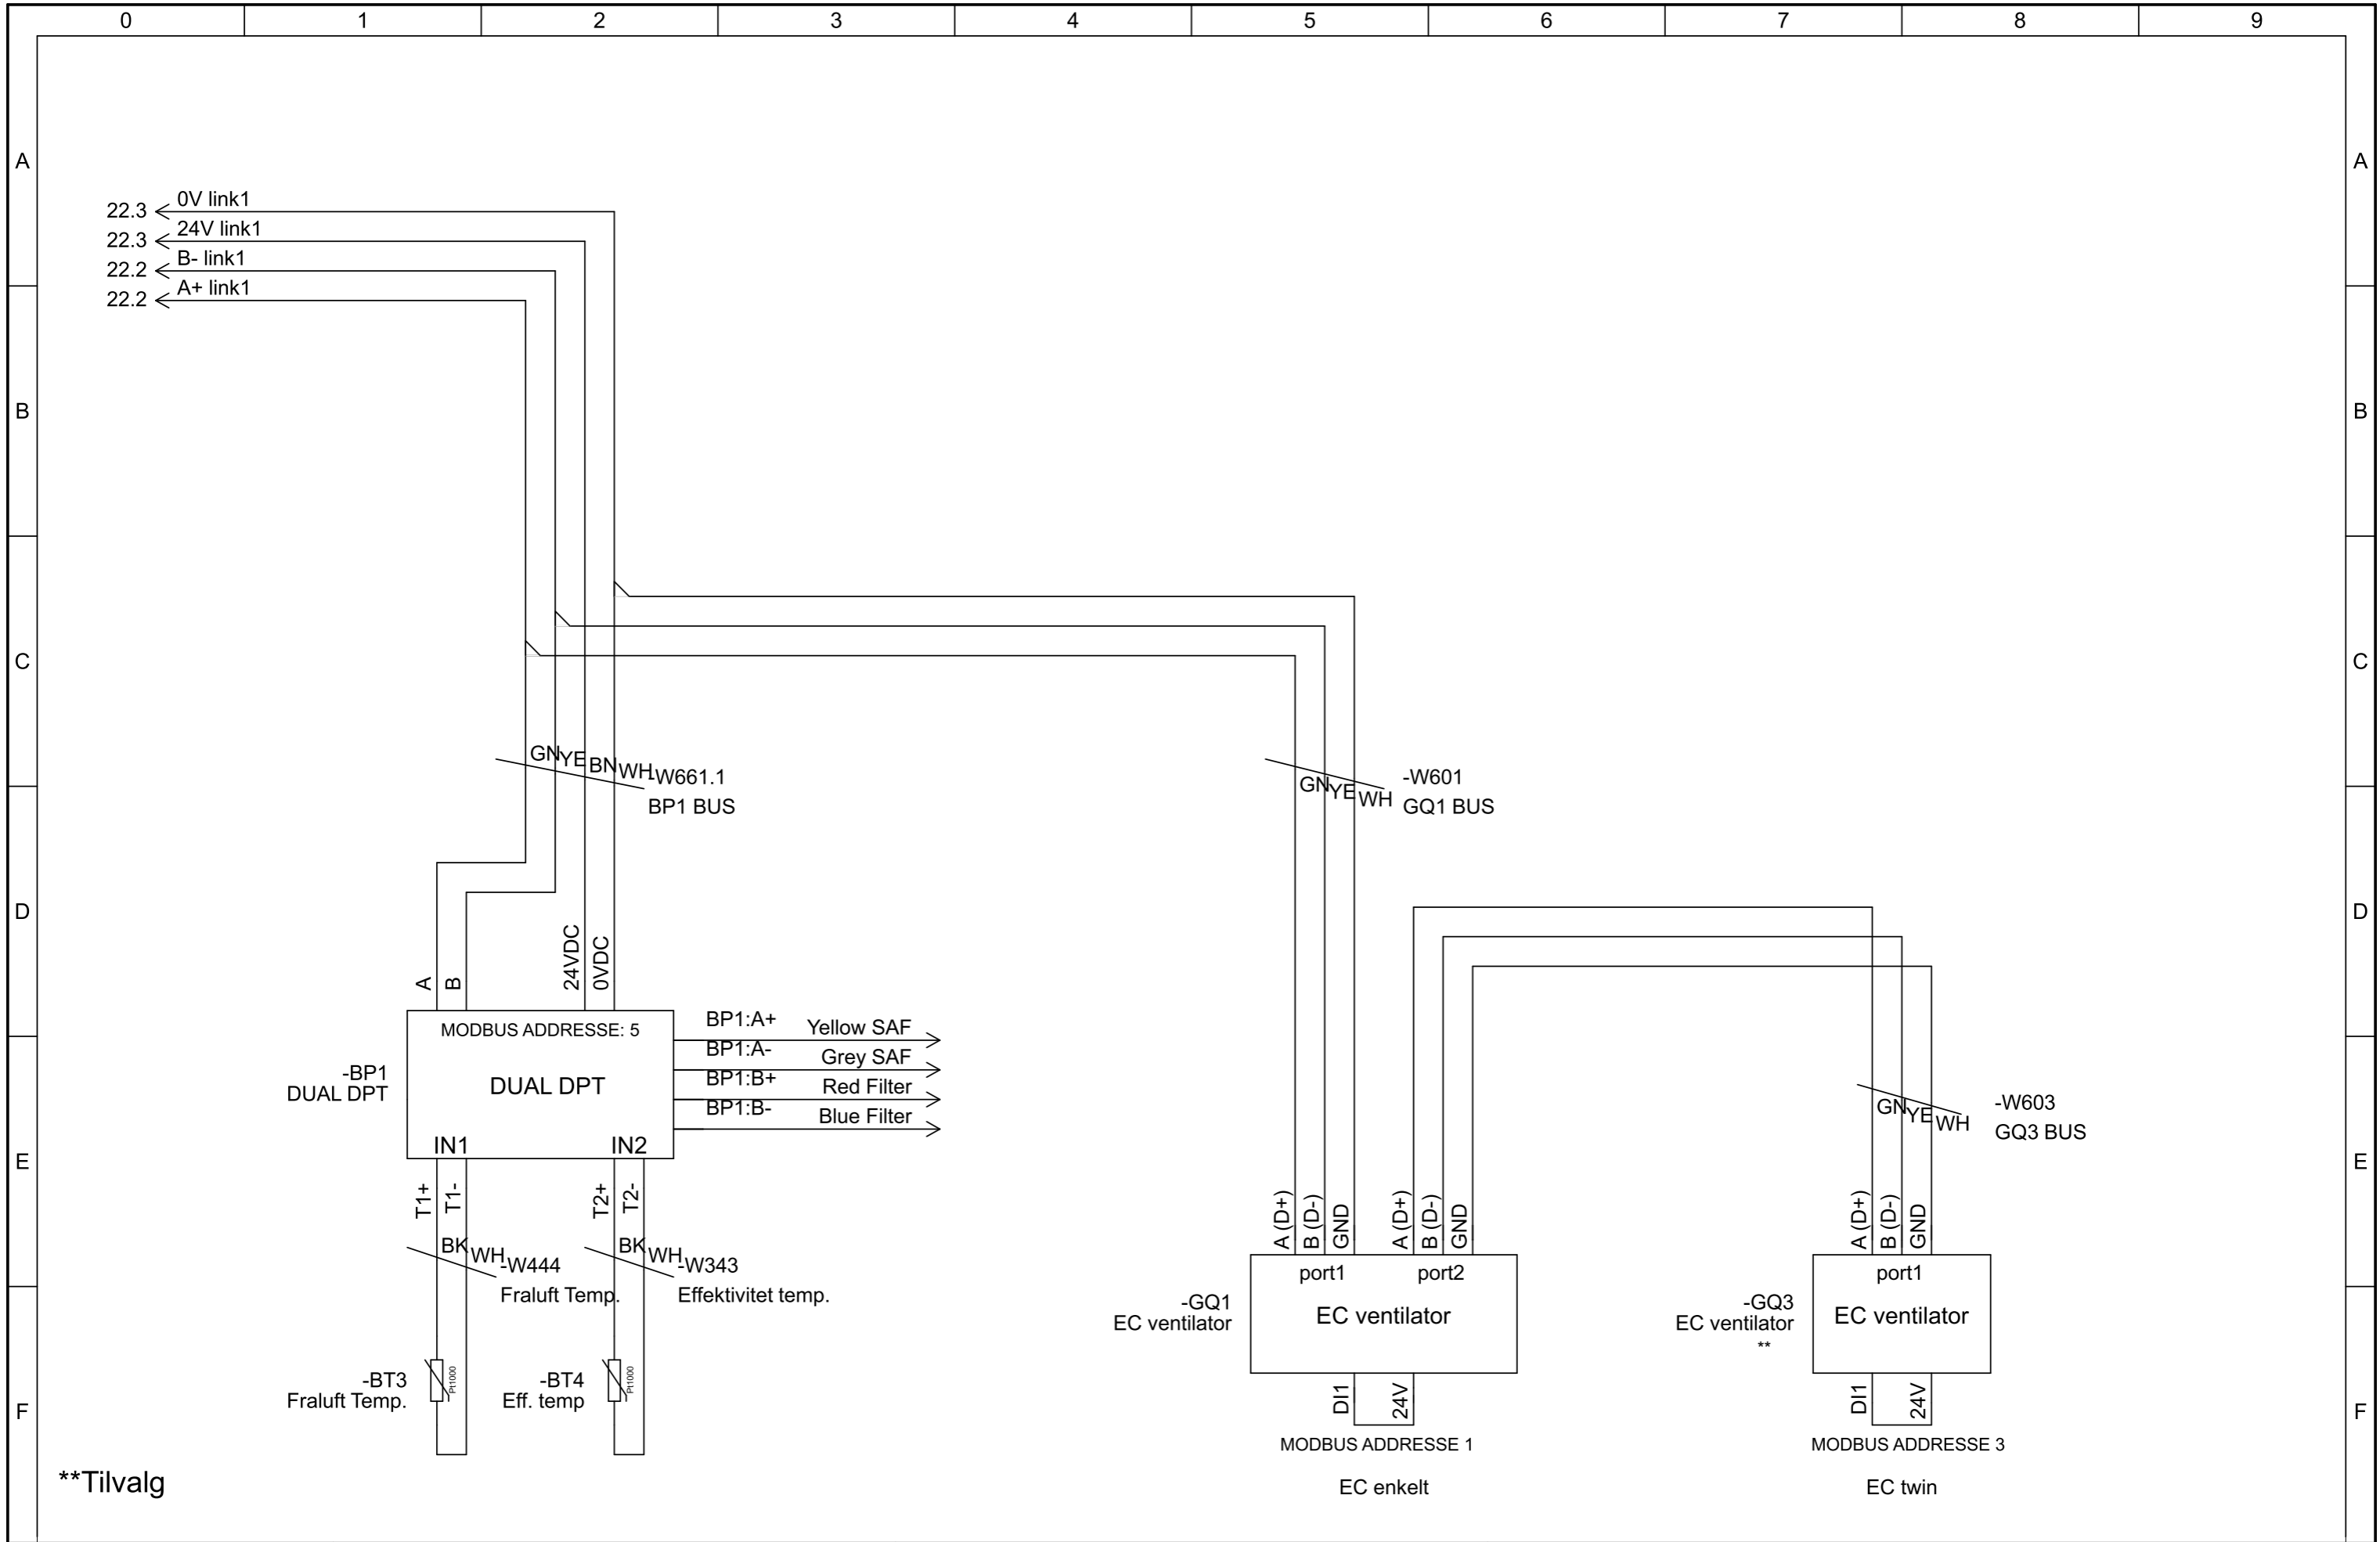 0 1 2 3 4 5 6 7 8 9
A A
22.3 0V link1
22.3 24V link1
22.2 B- link1
22.2 A+ link1
B B
C C
GN YE BN WH -W661.1
BP1 BUS
GN YE WH -W601
GQ1 BUS
D D
A B 24VDC 0VDC
MODBUS ADDRESSE: 5
-BP1
DUAL DPT
DUAL DPT
IN1 IN2
BP1:A+ Yellow SAF
BP1:A- Grey SAF
BP1:B+ Red Filter
BP1:B- Blue Filter
GN YE WH -W603
GQ3 BUS
E E
T1+ T1- T2+ T2-
BK WH -W444
Fraluft Temp.
BK WH -W343
Effektivitet temp.
A (D+) B (D-) GND A (D+) B (D-) GND
port1 port2
-GQ1
EC ventilator
EC ventilator
DI1 24V
MODBUS ADDRESSE 1
EC enkelt
A (D+) B (D-) GND
port1
-GQ3
EC ventilator
**
EC ventilator
DI1 24V
MODBUS ADDRESSE 3
EC twin
-BT3
Fraluft Temp.
Pt1000
-BT4
Eff. temp
Pt1000
F F
**Tilvalg